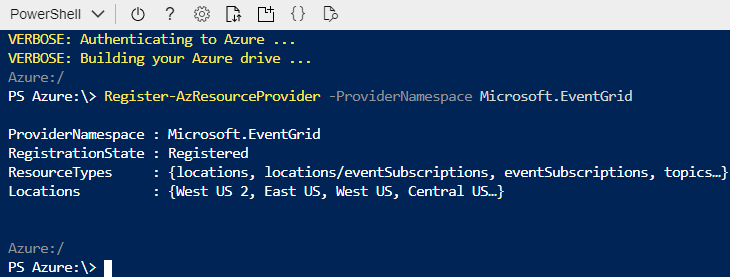 PowerShell
VERBOSE: Authenticating to Azure ...
VERBOSE: Building your Azure drive ...
Azure:/
PS Azure:\> Register-AzResourceProvider -ProviderNamespace Microsoft.EventGrid
ProviderNamespace : Microsoft.EventGrid
RegistrationState : Registered
ResourceTypes     : {locations, locations/eventSubscriptions, eventSubscriptions, topics…}
Locations         : {West US 2, East US, West US, Central US…}
Azure:/
PS Azure:\>